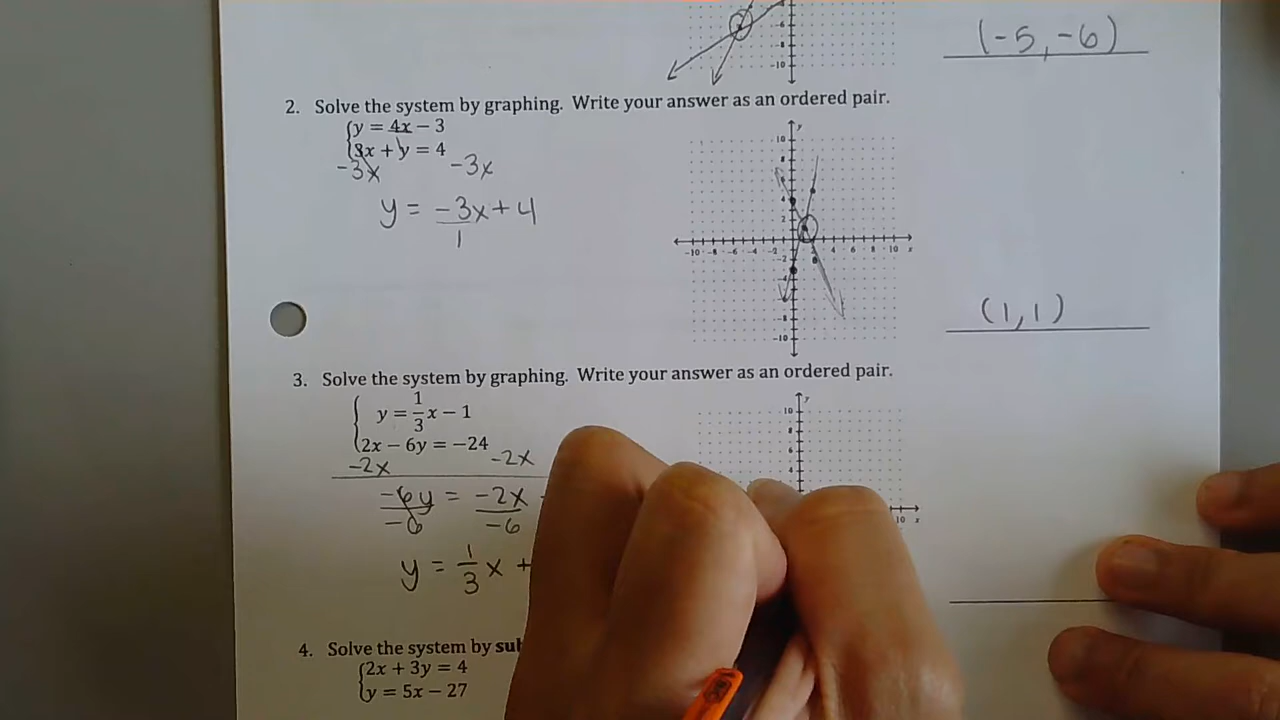 (-5, -6)
2. Solve the system by graphing. Write your answer as an ordered pair.
y = 4x − 3
3x + y = 4
-3x -3x
y = -3x + 4
1
(1, 1)
3. Solve the system by graphing. Write your answer as an ordered pair.
y = 1/3 x − 1
2x − 6y = −24
-2x -2x
-6y = -2x
-6 -6
y = 1/3 x +
4. Solve the system by
2x + 3y = 4
y = 5x − 27